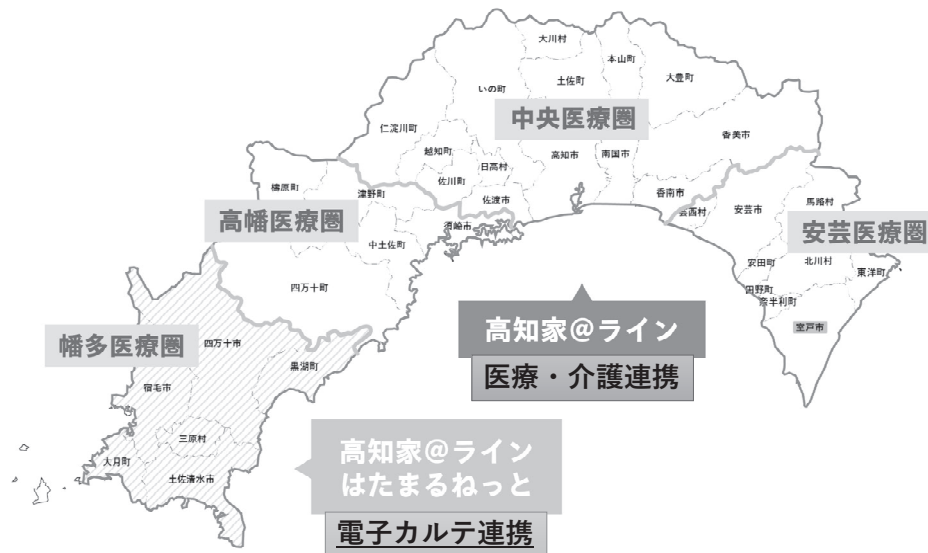 大川村
本山町
土佐町
大豊町
いの町
中央医療圏
仁淀川町
香美市
越知町
日高村
高知市
南国市
佐川町
檮原町
津野町
佐渡市
香南市
芸西村
安芸市
馬路村
高幡医療圏
須崎市
安芸医療圏
中土佐町
安田町
北川村
東洋町
四万十町
田野町
奈半利町
高知家@ライン
医療・介護連携
室戸市
幡多医療圏
四万十市
黒潮町
宿毛市
三原村
大月町
土佐清水市
高知家@ライン
はたまるねっと
電子カルテ連携